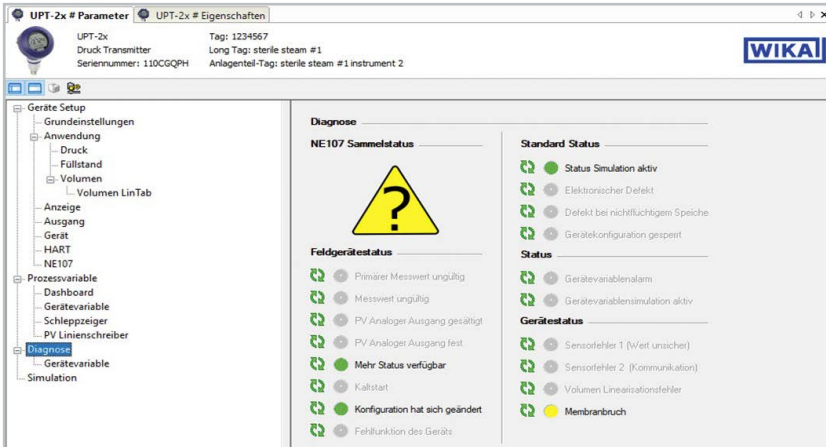 UPT-2x # Parameter UPT-2x # Eigenschaften
UPT-2x
Druck Transmitter
Seriennummer: 110CGQPH
Tag: 1234567
Long Tag: sterile steam #1
Anlagenteil-Tag: sterile steam #1 instrument 2
WIKAI
Geräte Setup
Grundeinstellungen
Anwendung
Druck
Füllstand
Volumen
Volumen LinTab
Anzeige
Ausgang
Gerät
HART
NE107
Prozessvariable
Dashboard
Gerätevariable
Schleppzeiger
PV Linienschreiber
Diagnose
Gerätevariable
Simulation
Diagnose
NE107 Sammelstatus
?
Feldgerätestatus
Primärer Messwert ungültig
Messwert ungültig
PV Analoger Ausgang gesättigt
PV Analoger Ausgang fest
Mehr Status verfügbar
Kaltstart
Konfiguration hat sich geändert
Fehlfunktion des Geräts
Standard Status
Status Simulation aktiv
Elektronischer Defekt
Defekt bei nichtflüchtigem Speiche
Gerätekonfiguration gesperrt
Status
Gerätevariablenalarm
Gerätevariablensimulation aktiv
Gerätestatus
Sensorfehler 1 (Wert unsicher)
Sensorfehler 2 (Kommunikation)
Volumen Linearisationsfehler
Membranbruch